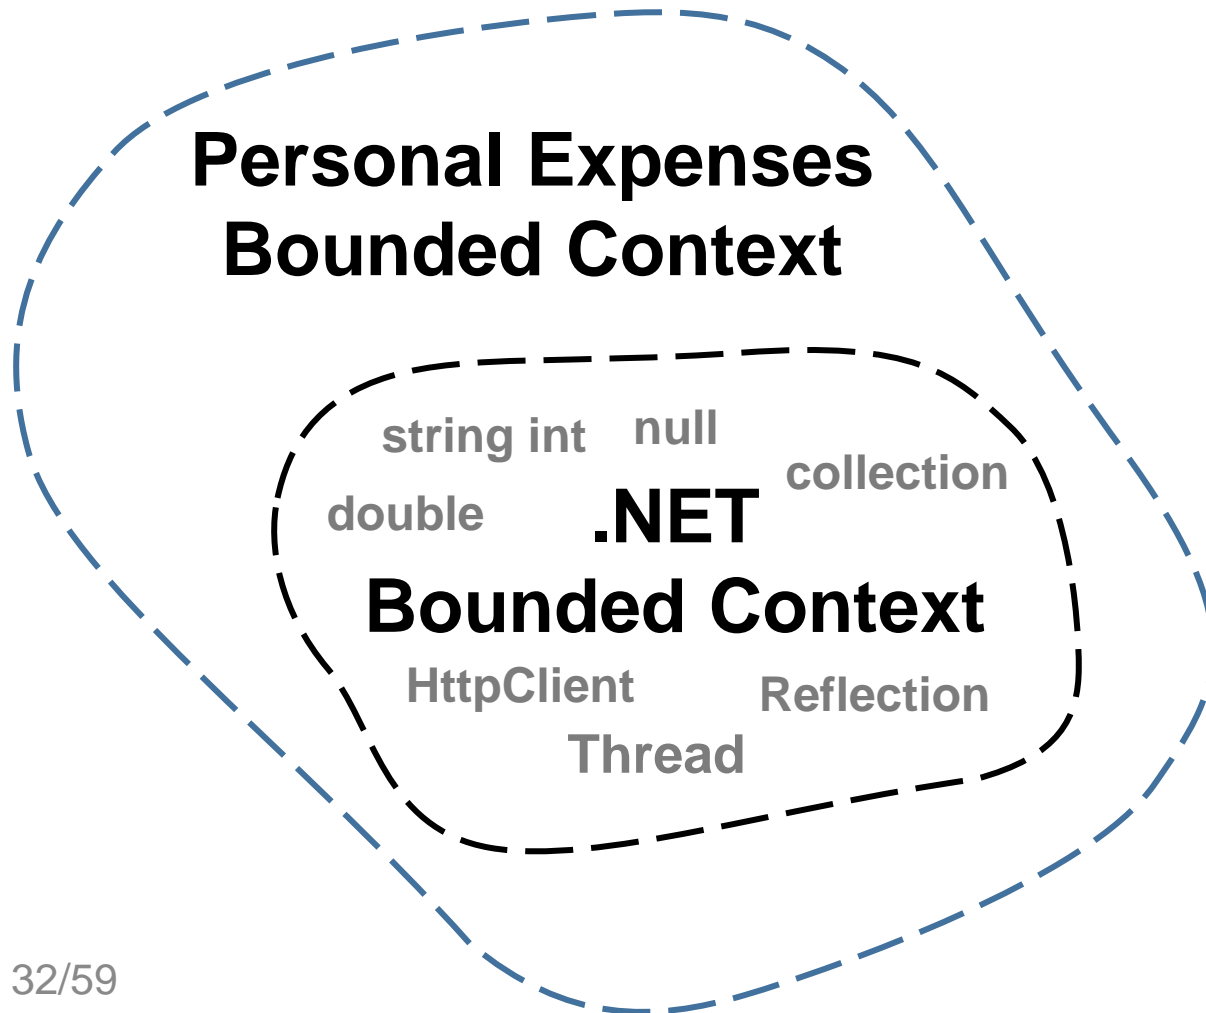 Personal Expenses
Bounded Context
string int null
collection
double
.NET
Bounded Context
HttpClient
Reflection
Thread
32/59